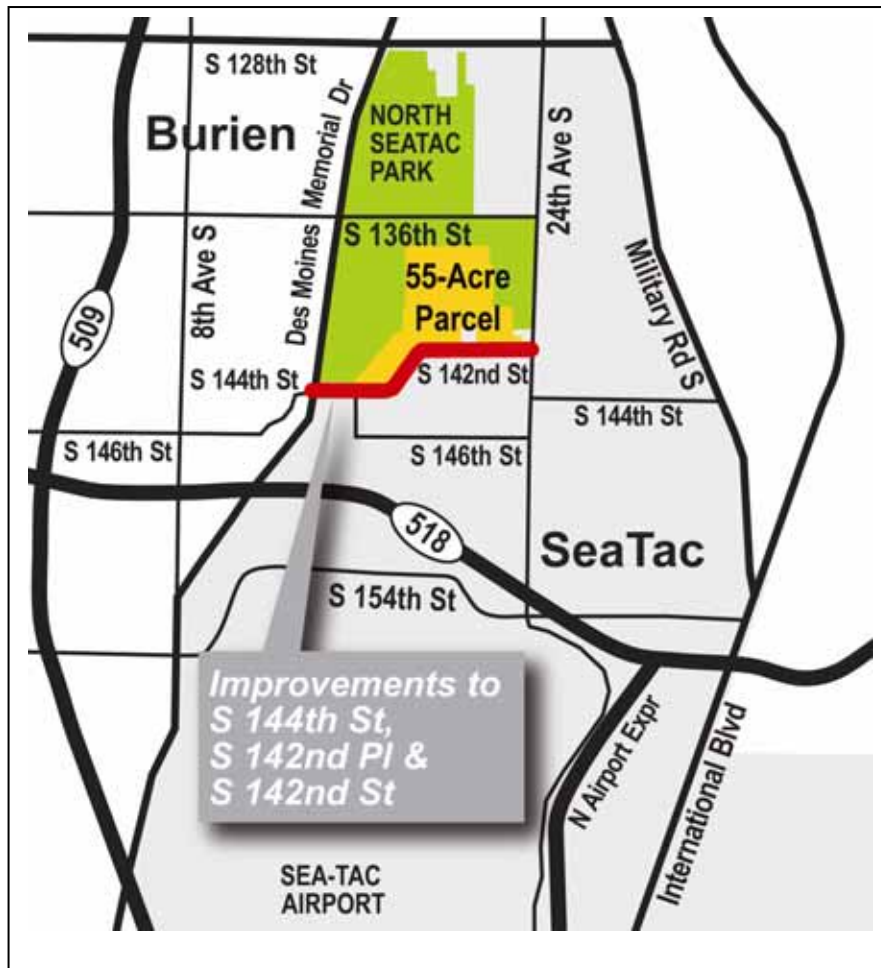 S 128th St
Burien
Des Moines Memorial Dr
NORTH
SEATAC
PARK
24th Ave S
8th Ave S
S 136th St
55-Acre
Parcel
Military Rd S
509
S 144th St
S 142nd St
S 144th St
S 146th St
S 146th St
518
SeaTac
S 154th St
Improvements to
S 144th St,
S 142nd Pl &
S 142nd St
N Airport Expr
International Blvd
SEA-TAC
AIRPORT